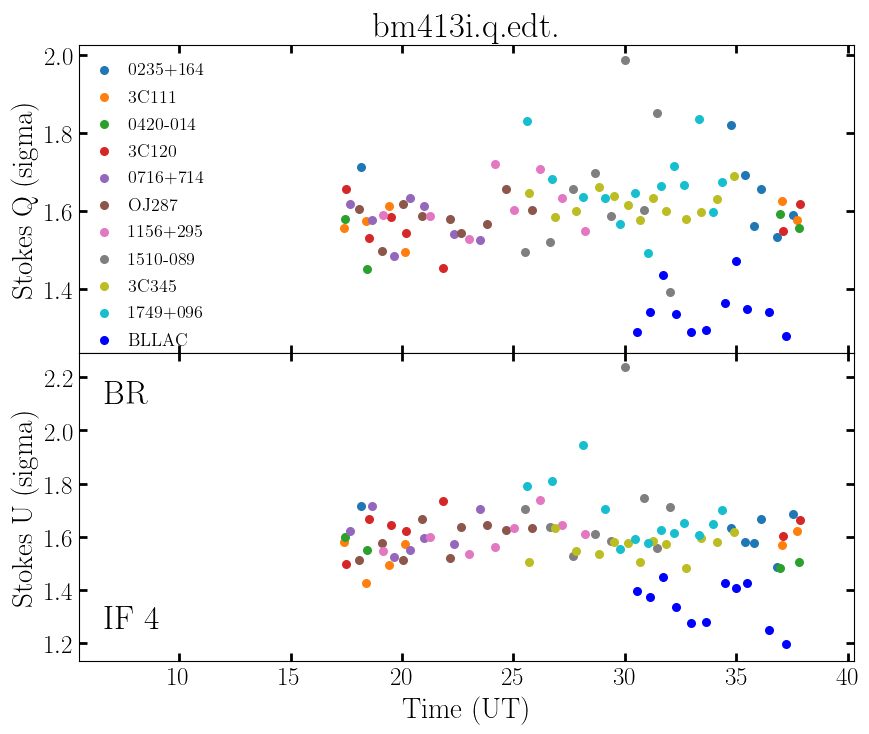 bm413i.q.edt.
Stokes Q (sigma)
2.0
1.8
1.6
1.4
0235+164
3C111
0420-014
3C120
0716+714
OJ287
1156+295
1510-089
3C345
1749+096
BLLAC
Stokes U (sigma)
2.2
2.0
1.8
1.6
1.4
1.2
BR
IF 4
10 15 20 25 30 35 40
Time (UT)